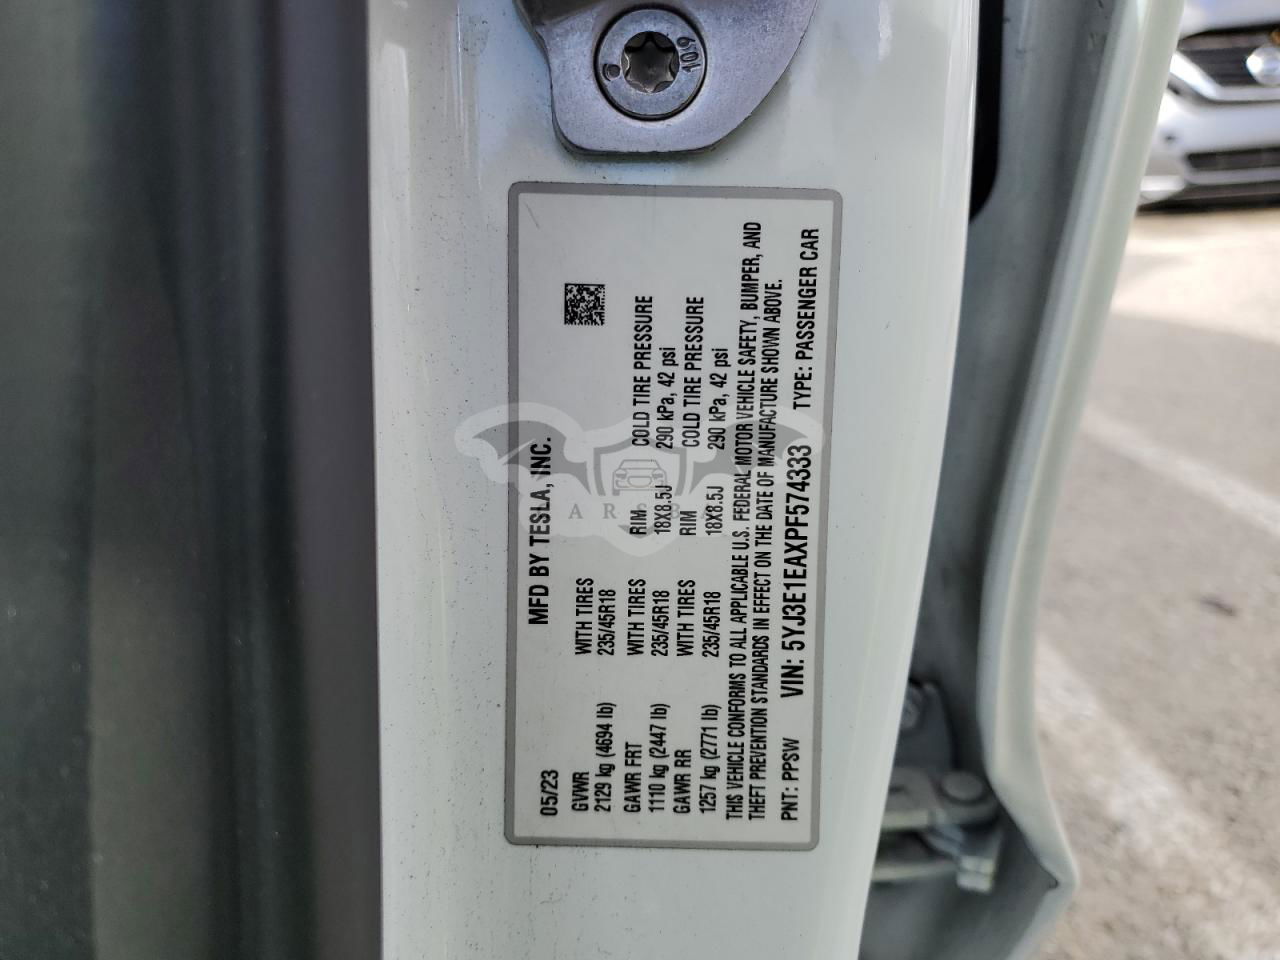 109
MFD BY TESLA, INC.
05/23
GVWR WITH TIRES
2129 kg (4694 lb) 235/45R18
GAWR FRT WITH TIRES RIM COLD TIRE PRESSURE
1110 kg (2447 lb) 235/45R18 18X8.5J 290 kPa, 42 psi
GAWR RR WITH TIRES RIM COLD TIRE PRESSURE
1257 kg (2771 lb) 235/45R18 18X8.5J 290 kPa, 42 psi
THIS VEHICLE CONFORMS TO ALL APPLICABLE U.S. FEDERAL MOTOR VEHICLE SAFETY, BUMPER, AND
THEFT PREVENTION STANDARDS IN EFFECT ON THE DATE OF MANUFACTURE SHOWN ABOVE.
PNT: PPSW VIN: 5YJ3E1EAXPF574333 TYPE: PASSENGER CAR